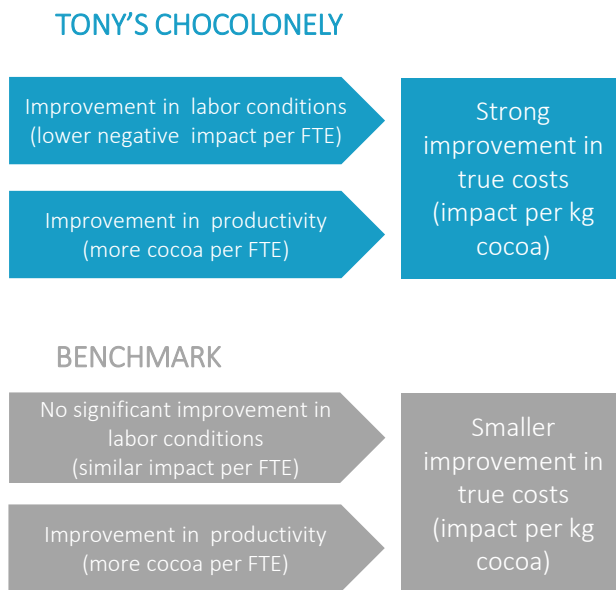 TONY'S CHOCOLONELY
Improvement in labor conditions
(lower negative impact per FTE)
Improvement in productivity
(more cocoa per FTE)
Strong
improvement in
true costs
(impact per kg
cocoa)
BENCHMARK
No significant improvement in
labor conditions
(similar impact per FTE)
Improvement in productivity
(more cocoa per FTE)
Smaller
improvement in
true costs
(impact per kg
cocoa)